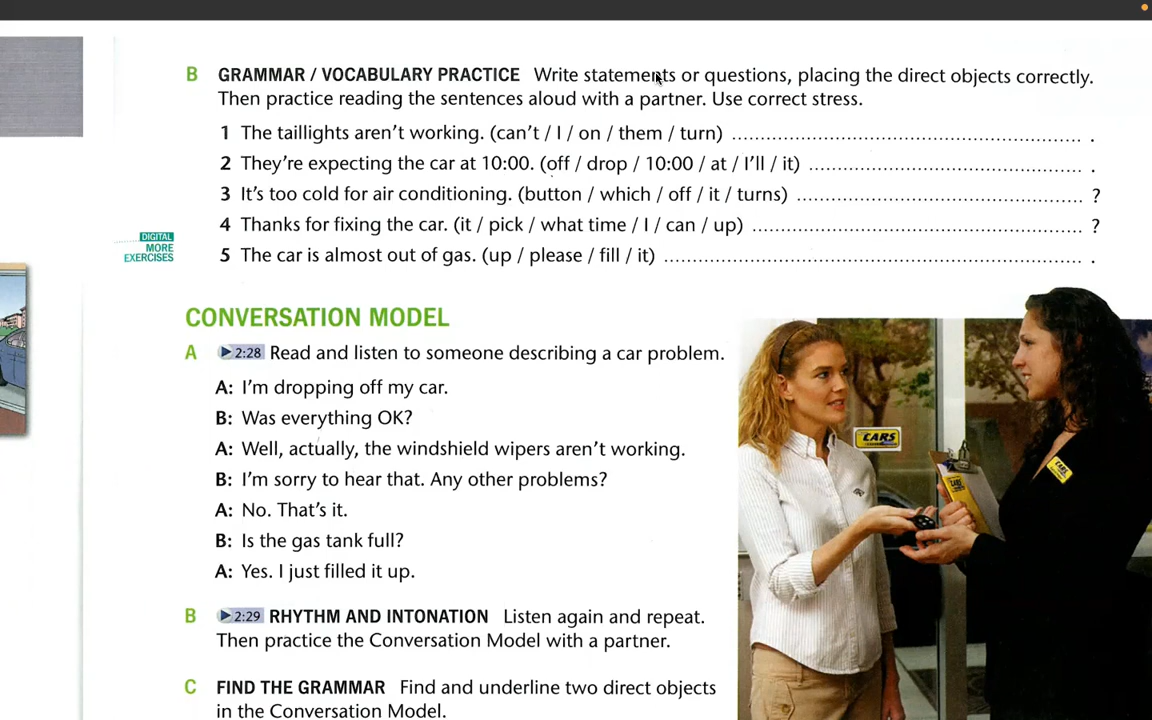 B GRAMMAR / VOCABULARY PRACTICE Write statements or questions, placing the direct objects correctly.
Then practice reading the sentences aloud with a partner. Use correct stress.
1 The taillights aren't working. (can't / I / on / them / turn) .
2 They're expecting the car at 10:00. (off / drop / 10:00 / at / I'll / it) .
3 It's too cold for air conditioning. (button / which / off / it / turns) ?
4 Thanks for fixing the car. (it / pick / what time / I / can / up) ?
DIGITAL
MORE
EXERCISES
5 The car is almost out of gas. (up / please / fill / it) .
CONVERSATION MODEL
A 2:28 Read and listen to someone describing a car problem.
A: I'm dropping off my car.
B: Was everything OK?
A: Well, actually, the windshield wipers aren't working.
B: I'm sorry to hear that. Any other problems?
A: No. That's it.
B: Is the gas tank full?
A: Yes. I just filled it up.
B 2:29 RHYTHM AND INTONATION Listen again and repeat.
Then practice the Conversation Model with a partner.
C FIND THE GRAMMAR Find and underline two direct objects
in the Conversation Model.
CARS
CARS
CARS